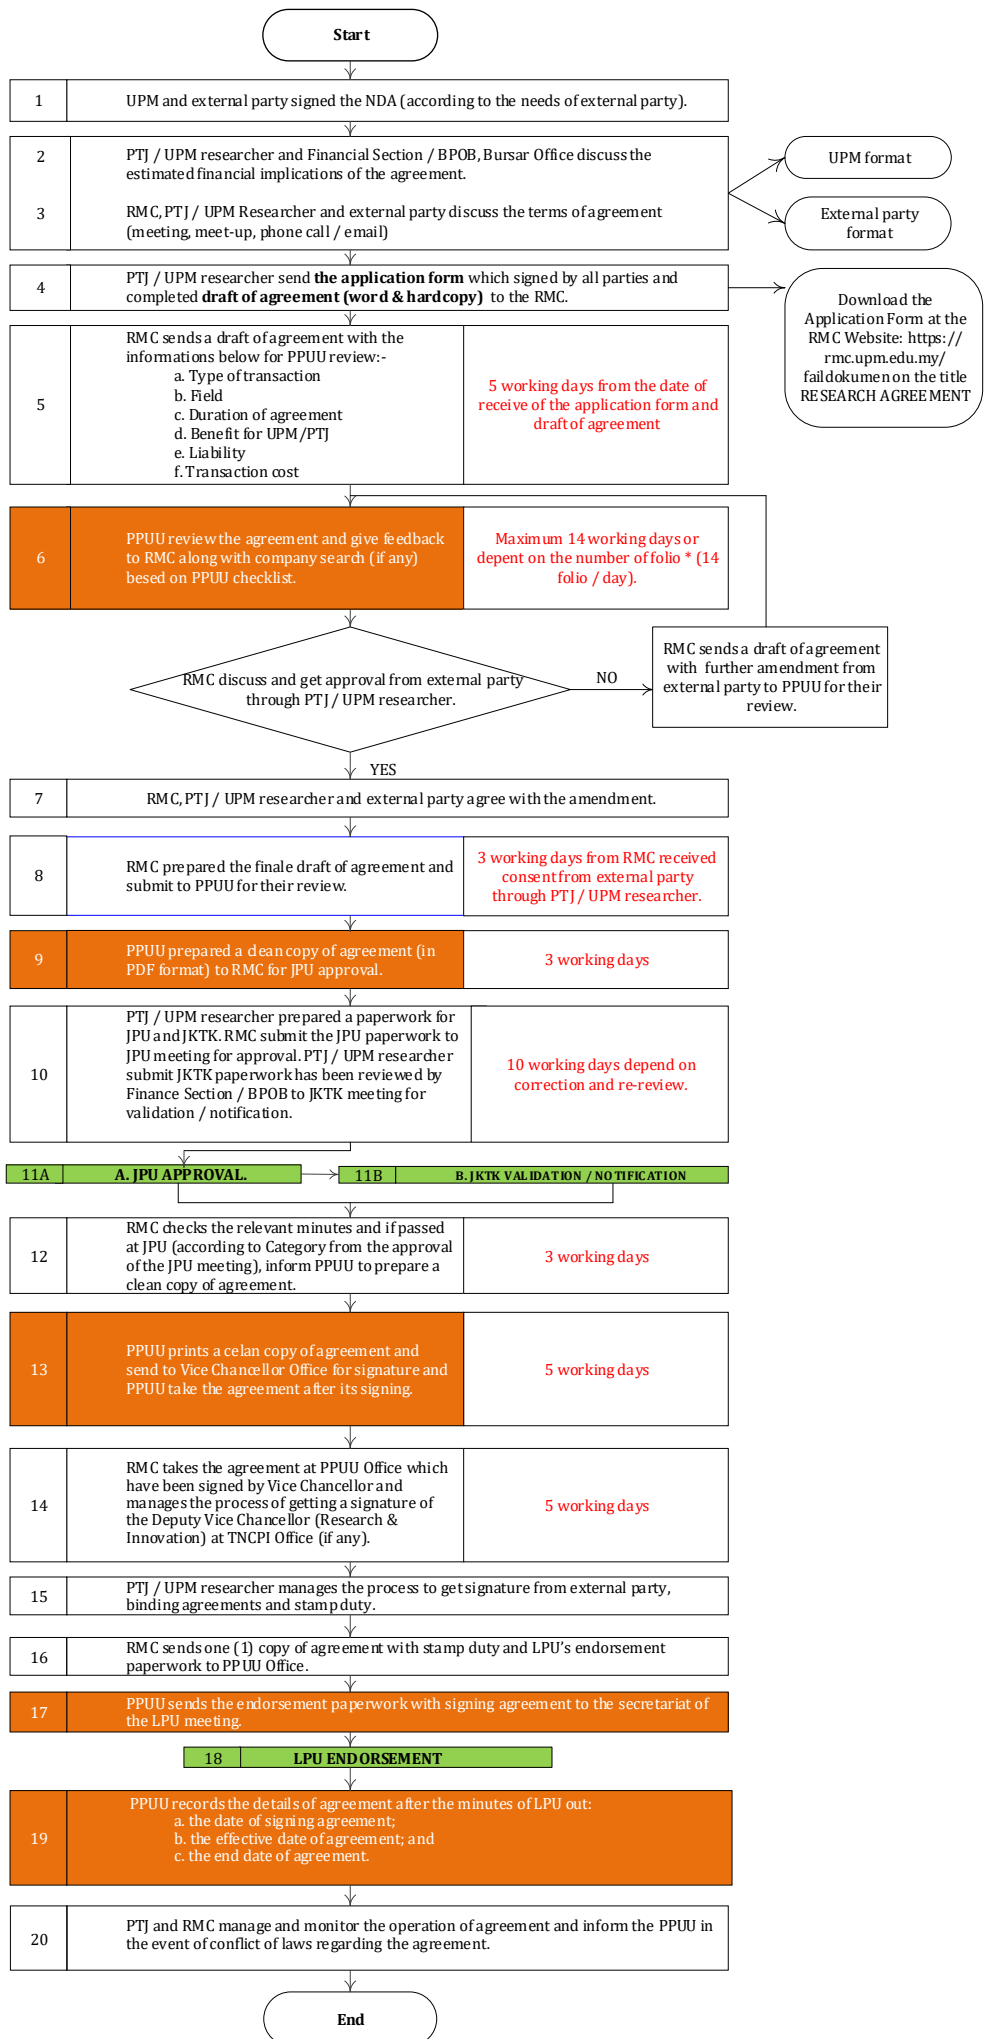 Start
1
UPM and external party signed the NDA (according to the needs of external party).
2
PTJ / UPM researcher and Financial Section / BPOB, Bursar Office discuss the
estimated financial implications of the agreement.
3
RMC, PTJ / UPM Researcher and external party discuss the terms of agreement
(meeting, meet-up, phone call / email)
UPM format
External party
format
4
PTJ / UPM researcher send the application form which signed by all parties and
completed draft of agreement (word & hardcopy) to the RMC.
Download the
Application Form at the
RMC Website: https://
rmc.upm.edu.my/
faildokumen on the title
RESEARCH AGREEMENT
5
RMC sends a draft of agreement with the
informations below for PPUU review:-
a. Type of transaction
b. Field
c. Duration of agreement
d. Benefit for UPM/PTJ
e. Liability
f. Transaction cost
5 working days from the date of
receive of the application form and
draft of agreement
6
PPUU review the agreement and give feedback
to RMC along with company search (if any)
besed on PPUU checklist.
Maximum 14 working days or
depent on the number of folio * (14
folio / day).
RMC discuss and get approval from external party
through PTJ / UPM researcher.
NO
RMC sends a draft of agreement
with further amendment from
external party to PPUU for their
review.
YES
7
RMC, PTJ / UPM researcher and external party agree with the amendment.
8
RMC prepared the finale draft of agreement and
submit to PPUU for their review.
3 working days from RMC received
consent from external party
through PTJ / UPM researcher.
9
PPUU prepared a clean copy of agreement (in
PDF format) to RMC for JPU approval.
3 working days
10
PTJ / UPM researcher prepared a paperwork for
JPU and JKTK. RMC submit the JPU paperwork to
JPU meeting for approval. PTJ / UPM researcher
submit JKTK paperwork has been reviewed by
Finance Section / BPOB to JKTK meeting for
validation / notification.
10 working days depend on
correction and re-review.
11A
A. JPU APPROVAL.
11B
B. JKTK VALIDATION / NOTIFICATION
12
RMC checks the relevant minutes and if passed
at JPU (according to Category from the approval
of the JPU meeting), inform PPUU to prepare a
clean copy of agreement.
3 working days
13
PPUU prints a celan copy of agreement and
send to Vice Chancellor Office for signature and
PPUU take the agreement after its signing.
5 working days
14
RMC takes the agreement at PPUU Office which
have been signed by Vice Chancellor and
manages the process of getting a signature of
the Deputy Vice Chancellor (Research &
Innovation) at TNCPI Office (if any).
5 working days
15
PTJ / UPM researcher manages the process to get signature from external party,
binding agreements and stamp duty.
16
RMC sends one (1) copy of agreement with stamp duty and LPU’s endorsement
paperwork to PPUU Office.
17
PPUU sends the endorsement paperwork with signing agreement to the secretariat of
the LPU meeting.
18
LPU ENDORSEMENT
19
PPUU records the details of agreement after the minutes of LPU out:
a. the date of signing agreement;
b. the effective date of agreement; and
c. the end date of agreement.
20
PTJ and RMC manage and monitor the operation of agreement and inform the PPUU in
the event of conflict of laws regarding the agreement.
End